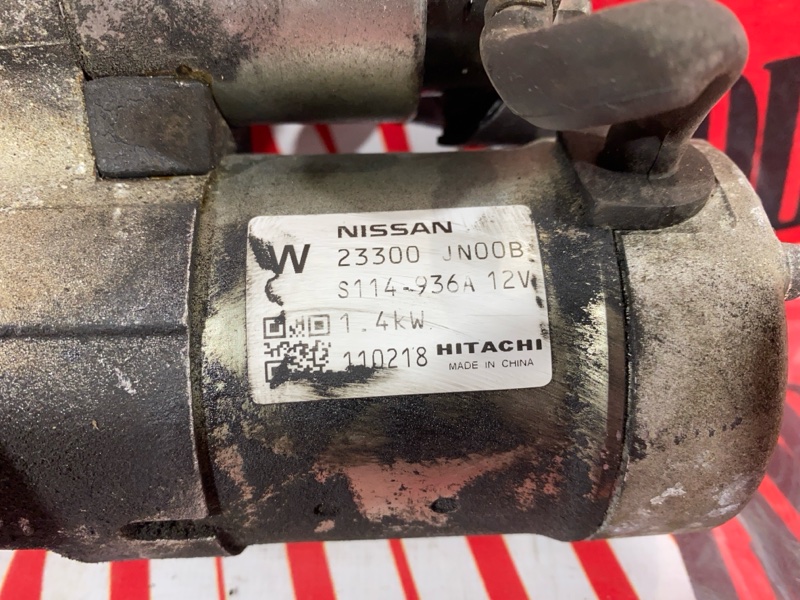 NISSAN
W 23300 JN00B
S114-936A 12V
1.4kW
110218 HITACHI
MADE IN CHINA